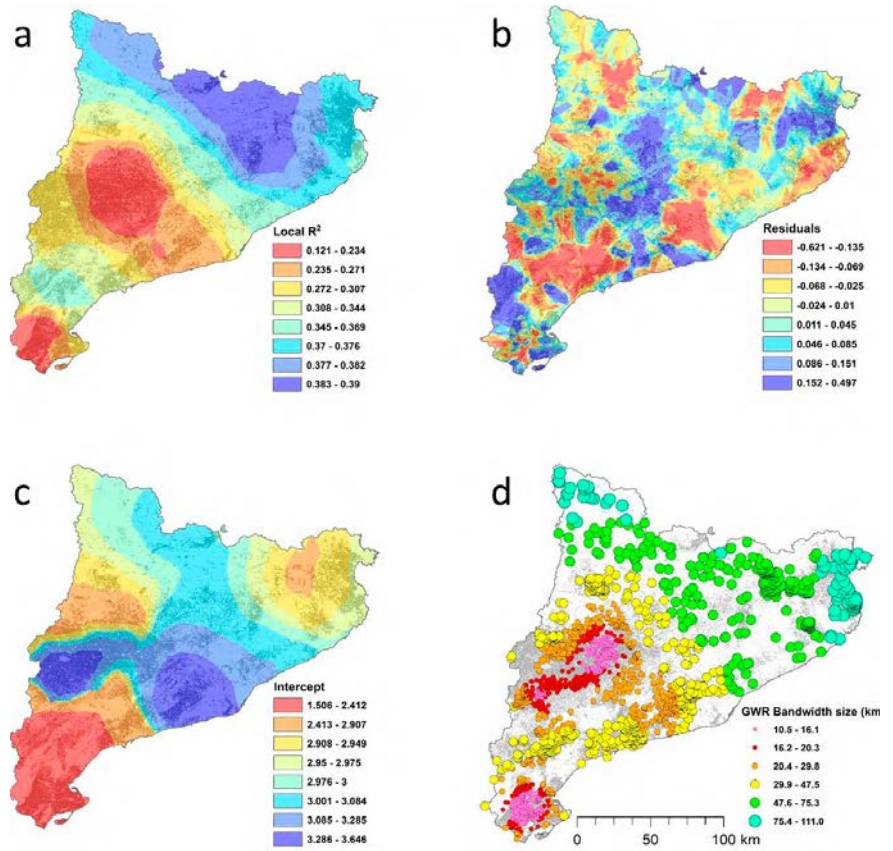 a
b
Local R²
0.121 - 0.234
0.235 - 0.271
0.272 - 0.307
0.308 - 0.344
0.345 - 0.369
0.37 - 0.376
0.377 - 0.382
0.383 - 0.39
Residuals
-0.621 - -0.135
-0.134 - -0.069
-0.068 - -0.025
-0.024 - 0.01
0.011 - 0.045
0.046 - 0.085
0.086 - 0.151
0.152 - 0.497
c
d
Intercept
1.506 - 2.412
2.413 - 2.907
2.908 - 2.949
2.95 - 2.975
2.976 - 3
3.001 - 3.084
3.085 - 3.285
3.286 - 3.646
GWR Bandwidth size (km
10.5 - 16.1
16.2 - 20.3
20.4 - 29.8
29.9 - 47.5
47.6 - 75.3
75.4 - 111.0
0 50 100 km